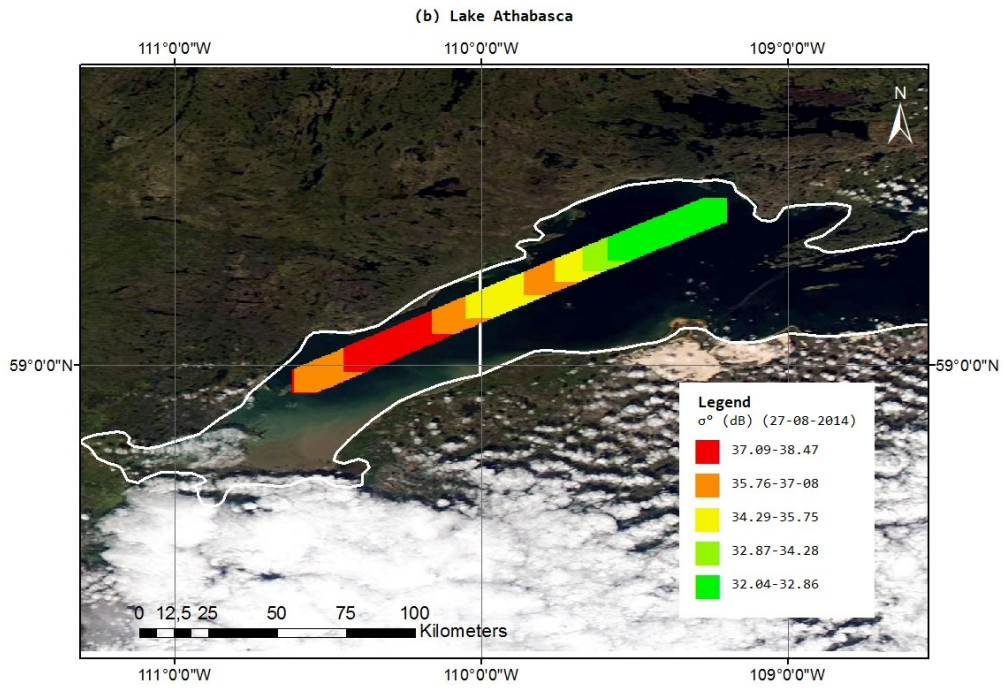 (b) Lake Athabasca
111°0'0"W 110°0'0"W 109°0'0"W
N
59°0'0"N 59°0'0"N
Legend
σ° (dB) (27-08-2014)
37.09-38.47
35.76-37-08
34.29-35.75
32.87-34.28
32.04-32.86
0 12,5 25 50 75 100
Kilometers
111°0'0"W 110°0'0"W 109°0'0"W